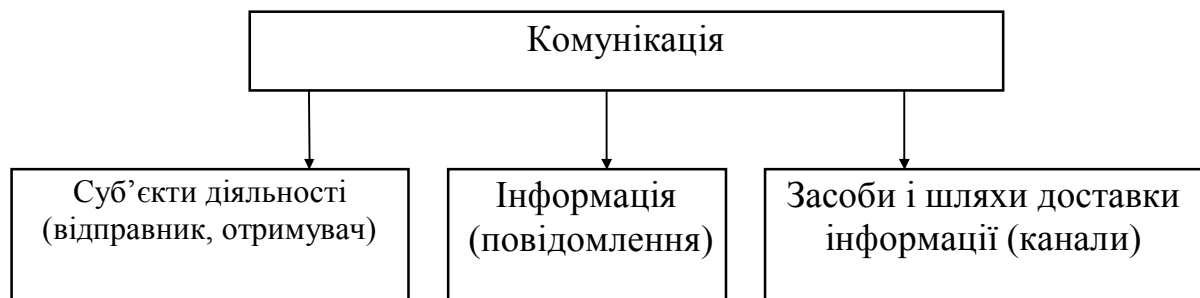 Комунікація
Суб’єкти діяльності
(відправник, отримувач)
Інформація
(повідомлення)
Засоби і шляхи доставки
інформації (канали)